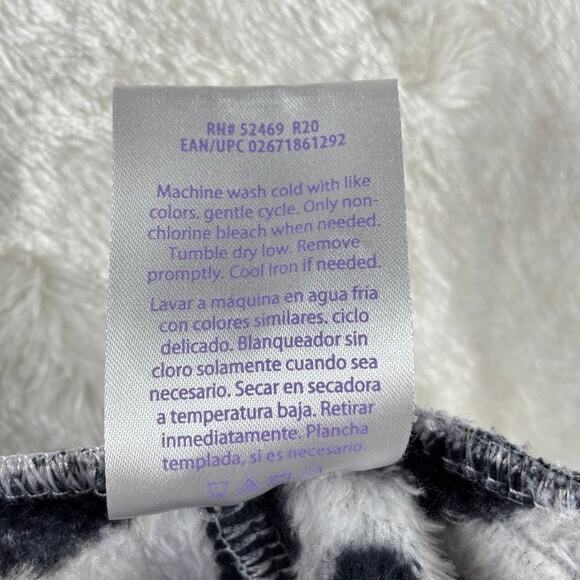 RN# 52469 R20
EAN/UPC 02671861292
Machine wash cold with like
colors, gentle cycle. Only non-
chlorine bleach when needed.
Tumble dry low. Remove
promptly. Cool Iron if needed.
Lavar a máquina en agua fría
con colores similares, ciclo
delicado. Blanqueador sin
cloro solamente cuando sea
necesario. Secar en secadora
a temperatura baja. Retirar
inmediatamente. Plancha
templada, si es necesario.